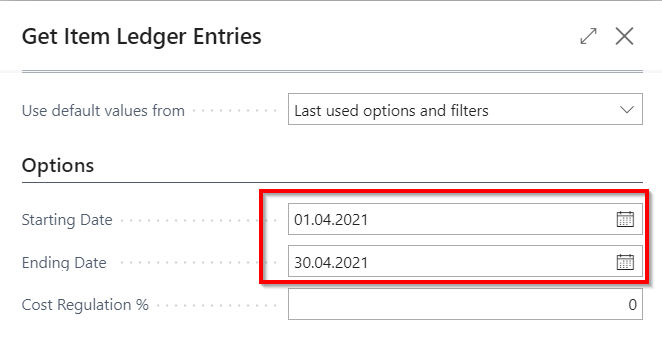 Get Item Ledger Entries
Use default values from Last used options and filters
Options
Starting Date 01.04.2021
Ending Date 30.04.2021
Cost Regulation % 0